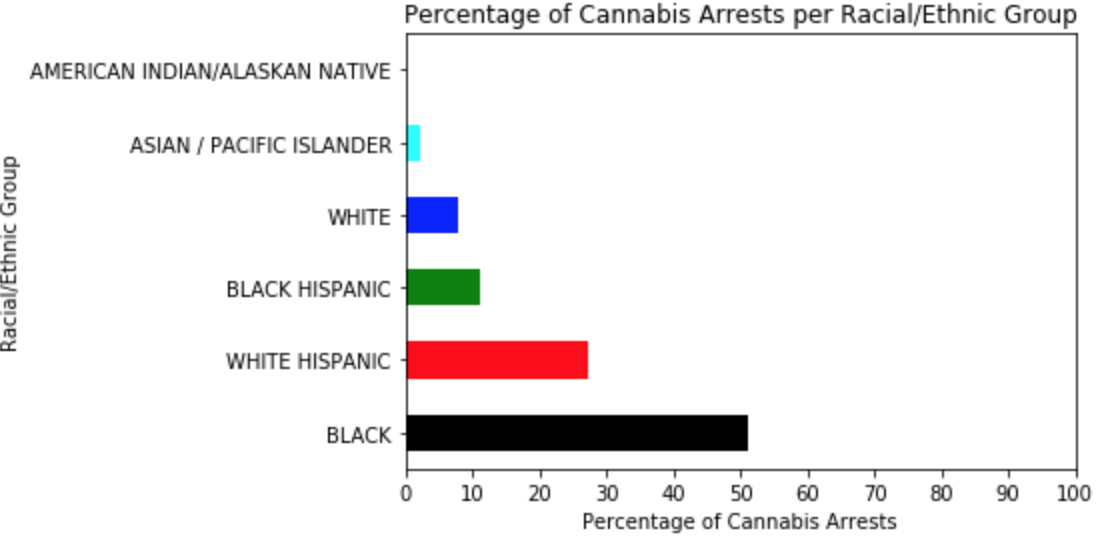 Percentage of Cannabis Arrests per Racial/Ethnic Group
Racial/Ethnic Group
AMERICAN INDIAN/ALASKAN NATIVE
ASIAN / PACIFIC ISLANDER
WHITE
BLACK HISPANIC
WHITE HISPANIC
BLACK
0 10 20 30 40 50 60 70 80 90 100
Percentage of Cannabis Arrests